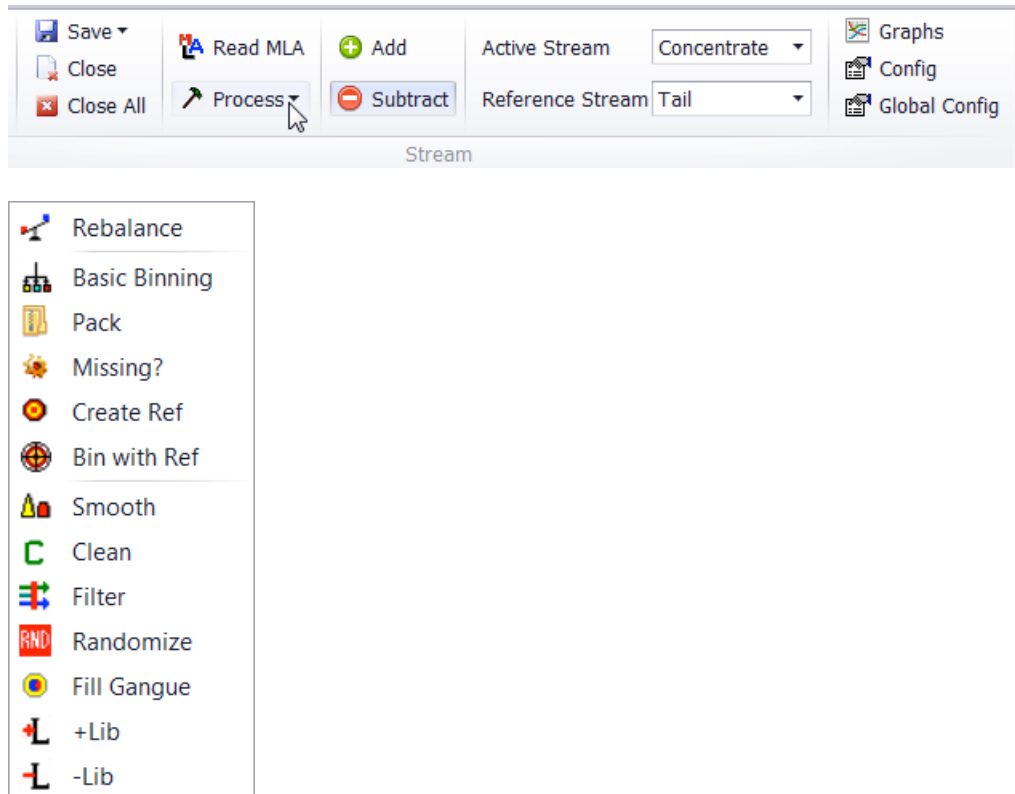 Save
Close
Close All
MLA Read MLA
Process
Add
Subtract
Active Stream Concentrate
Reference Stream Tail
Graphs
Config
Global Config
Stream
Rebalance
Basic Binning
Pack
Missing?
Create Ref
Bin with Ref
Smooth
C Clean
Filter
RND Randomize
Fill Gangue
+L +Lib
-L -Lib